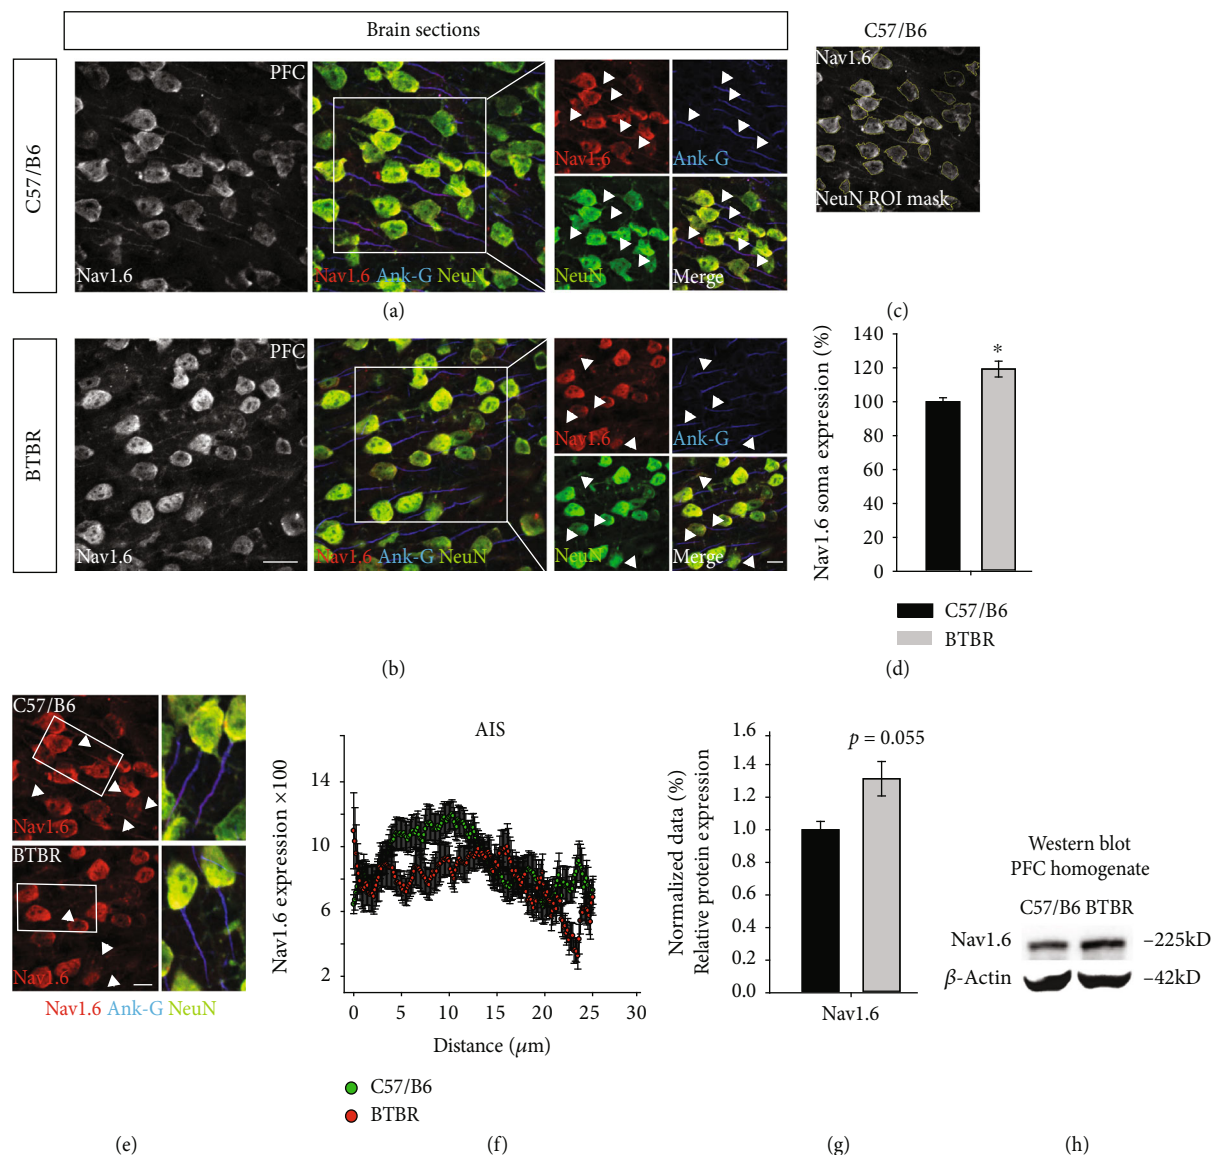 Brain sections
C57/B6
C57/B6
PFC
Nav1.6
Nav1.6 Ank-G NeuN
Nav1.6
Ank-G
NeuN
Merge
Nav1.6
NeuN ROI mask
(a)
(c)
BTBR
PFC
Nav1.6
Nav1.6 Ank-G NeuN
Nav1.6
Ank-G
NeuN
Merge
(b)
Nav1.6 soma expression (%)
140
120
100
80
60
40
20
0
*
C57/B6
BTBR
(d)
C57/B6
Nav1.6
BTBR
Nav1.6
Nav1.6 Ank-G NeuN
(e)
AIS
Nav1.6 expression ×100
14
10
6
2
0 5 10 15 20 25 30
Distance (μm)
C57/B6
BTBR
(f)
Normalized data (%)
Relative protein expression
1.6
1.4
1.2
1.0
0.8
0.6
0.4
0.2
0.0
p = 0.055
Nav1.6
(g)
Western blot
PFC homogenate
C57/B6 BTBR
Nav1.6 –225kD
β-Actin –42kD
(h)